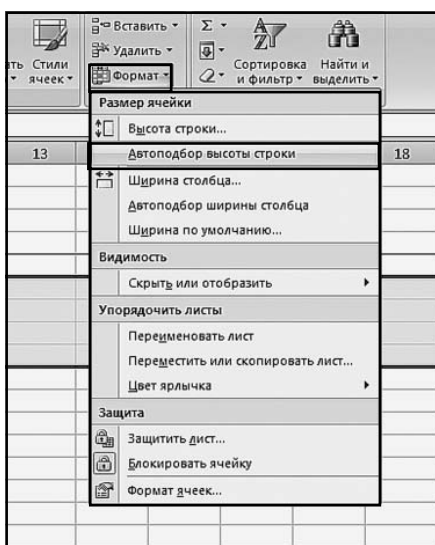 Вставить
Удалить
Формат
Σ
ть Стили
ячеек
Сортировка
и фильтр
Найти и
выделить
Размер ячейки
Высота строки...
13
Автоподбор высоты строки
18
Ширина столбца...
Автоподбор ширины столбца
Ширина по умолчанию...
Видимость
Скрыть или отобразить
Упорядочить листы
Переименовать лист
Переместить или скопировать лист...
Цвет ярлычка
Защита
Защитить лист...
Блокировать ячейку
Формат ячеек...